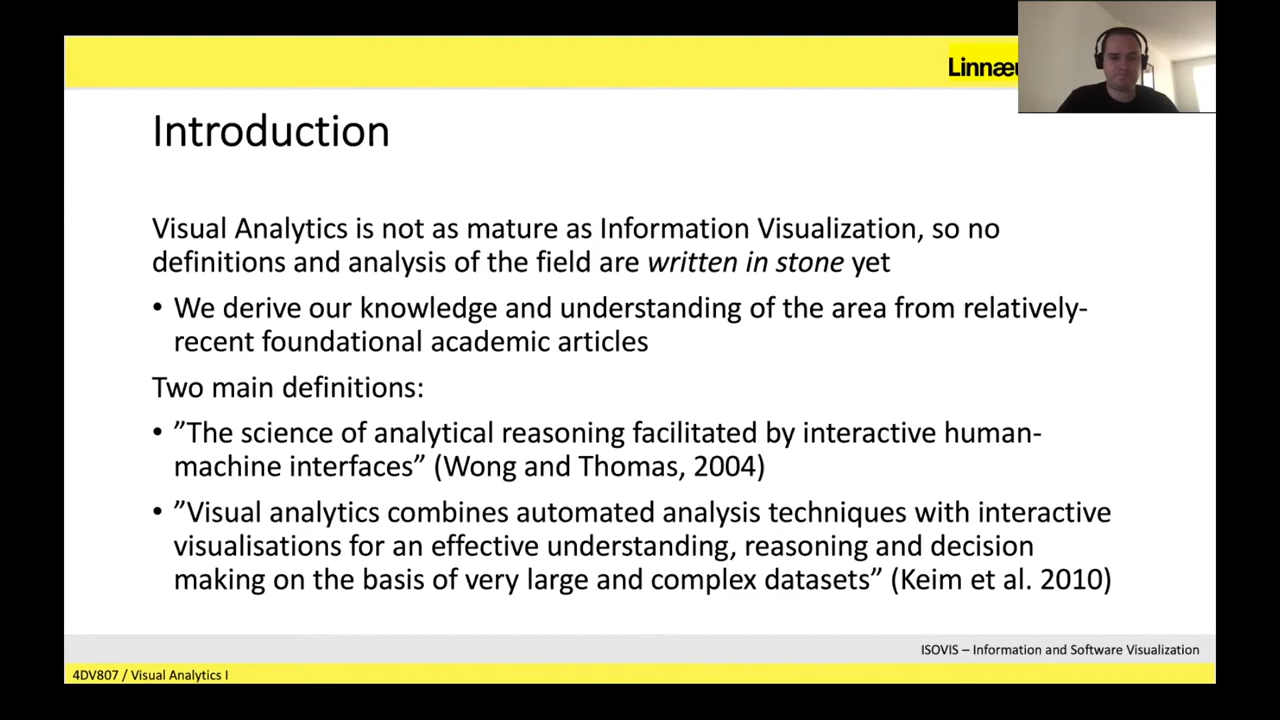 Introduction
Visual Analytics is not as mature as Information Visualization, so no
definitions and analysis of the field are written in stone yet
• We derive our knowledge and understanding of the area from relatively-
recent foundational academic articles
Two main definitions:
• ”The science of analytical reasoning facilitated by interactive human-
machine interfaces” (Wong and Thomas, 2004)
• ”Visual analytics combines automated analysis techniques with interactive
visualisations for an effective understanding, reasoning and decision
making on the basis of very large and complex datasets” (Keim et al. 2010)
ISOVIS – Information and Software Visualization
4DV807 / Visual Analytics I